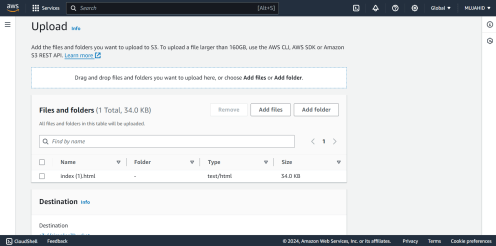 aws
Services
Search
[Alt+S]
Global
MUJAHID
Upload Info
Add the files and folders you want to upload to S3. To upload a file larger than 160GB, use the AWS CLI, AWS SDK or Amazon
S3 REST API. Learn more
Drag and drop files and folders you want to upload here, or choose Add files or Add folder.
Files and folders (1 Total, 34.0 KB)
Remove
Add files
Add folder
All files and folders in this table will be uploaded.
Find by name
1
Name
Folder
Type
Size
index (1).html
-
text/html
34.0 KB
Destination Info
Destination
CloudShell
Feedback
© 2024, Amazon Web Services, Inc. or its affiliates.
Privacy
Terms
Cookie preferences